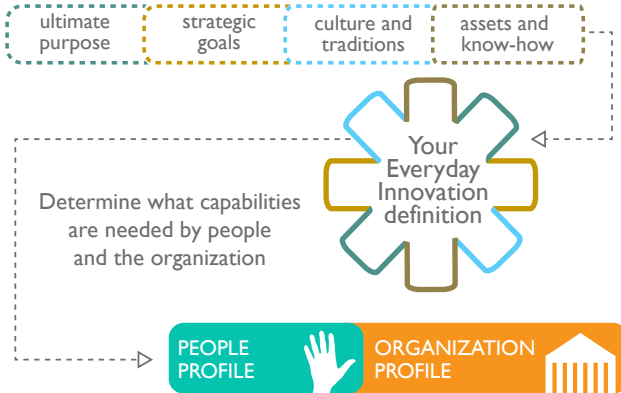 ultimate
purpose
strategic
goals
culture and
traditions
assets and
know-how
Your
Everyday
Innovation
definition
Determine what capabilities
are needed by people
and the organization
PEOPLE
PROFILE
ORGANIZATION
PROFILE